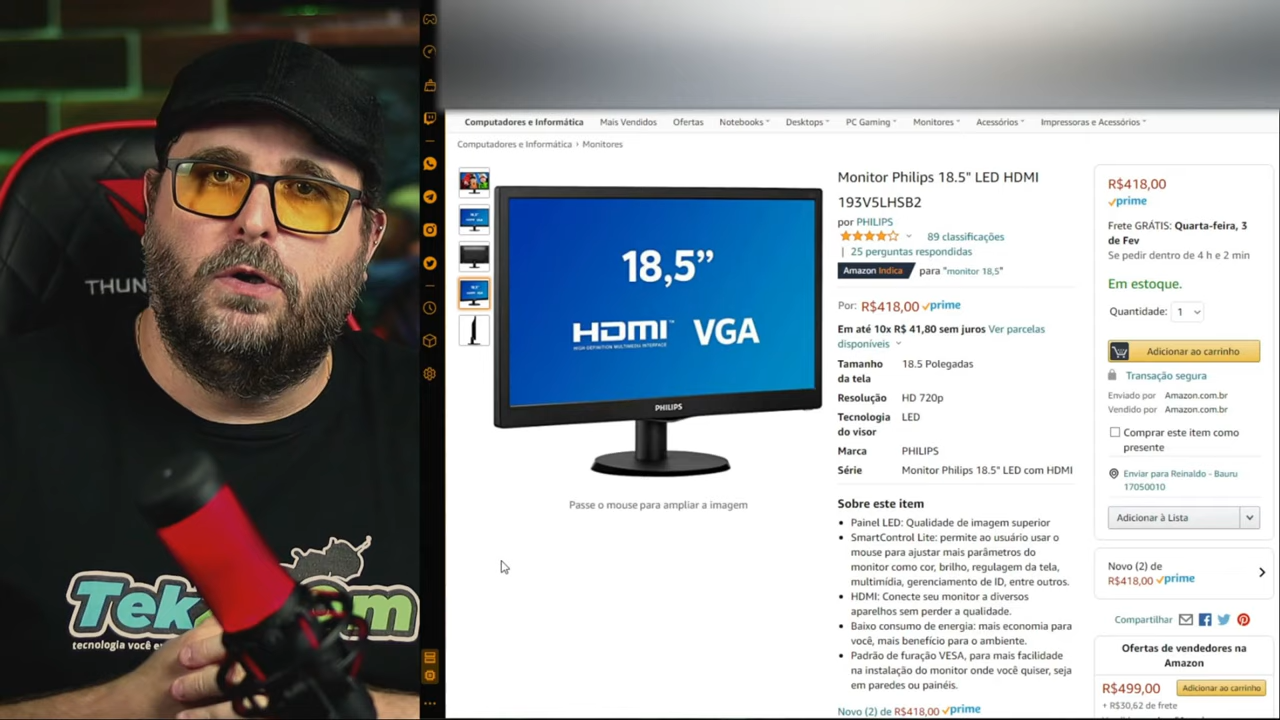 THUN
Tek
m
tecnologia você e
Computadores e Informática
Mais Vendidos
Ofertas
Notebooks
Desktops
PC Gaming
Monitores
Acessórios
Impressoras e Acessórios
Computadores e Informática › Monitores
18,5”
HDMI™ VGA
HIGH-DEFINITION MULTIMEDIA INTERFACE
PHILIPS
Passe o mouse para ampliar a imagem
Monitor Philips 18.5" LED HDMI
193V5LHSB2
por PHILIPS
89 classificações
| 25 perguntas respondidas
Amazon Indica para "monitor 18,5"
Por: R$418,00 prime
Em até 10x R$ 41,80 sem juros Ver parcelas
disponíveis
Tamanho
da tela
18.5 Polegadas
Resolução HD 720p
Tecnologia
do visor
LED
Marca PHILIPS
Série Monitor Philips 18.5" LED com HDMI
Sobre este item
• Painel LED: Qualidade de imagem superior
• SmartControl Lite: permite ao usuário usar o
mouse para ajustar mais parâmetros do
monitor como cor, brilho, regulagem da tela,
multimídia, gerenciamento de ID, entre outros.
• HDMI: Conecte seu monitor a diversos
aparelhos sem perder a qualidade.
• Baixo consumo de energia: mais economia para
você, mais benefício para o ambiente.
• Padrão de furação VESA, para mais facilidade
na instalação do monitor onde você quiser, seja
em paredes ou painéis.
Novo (2) de R$418,00 prime
R$418,00
prime
Frete GRÁTIS: Quarta-feira, 3
de Fev
Se pedir dentro de 4 h e 2 min
Em estoque.
Quantidade: 1
Adicionar ao carrinho
Transação segura
Enviado por Amazon.com.br
Vendido por Amazon.com.br
Comprar este item como
presente
Enviar para Reinaldo - Bauru
17050010
Adicionar à Lista
Novo (2) de
R$418,00 prime
Compartilhar
Ofertas de vendedores na
Amazon
R$499,00
Adicionar ao carrinho
+ R$30,62 de frete